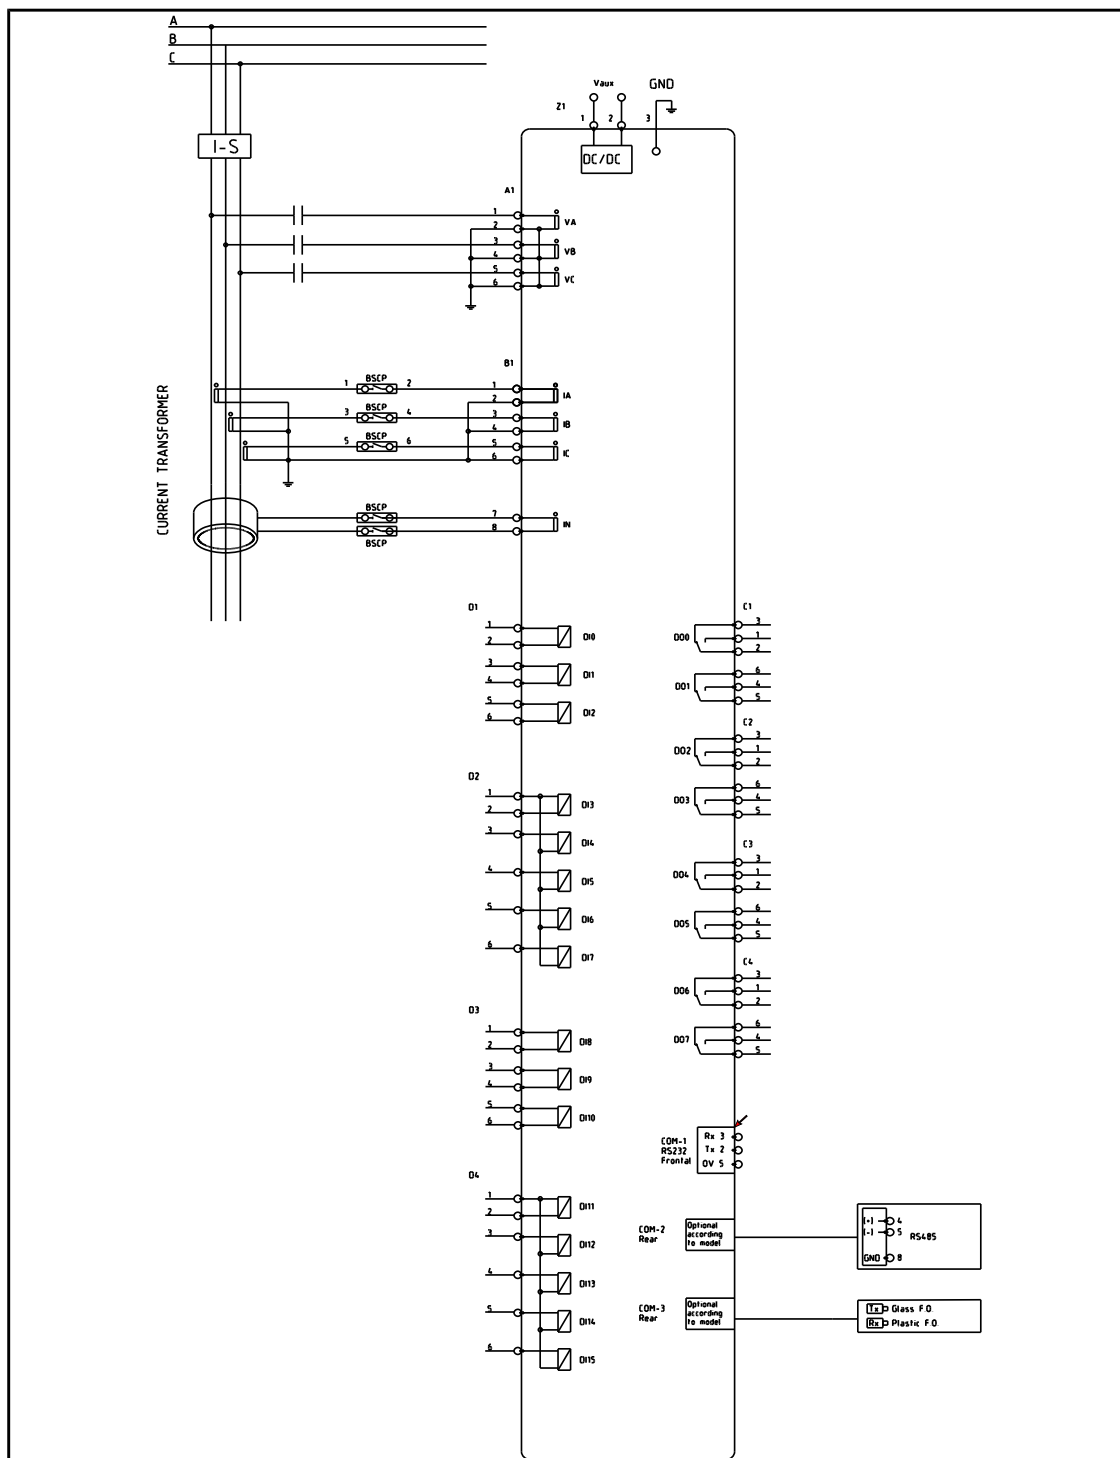 A
B
C
I-S
CURRENT TRANSFORMER
Vaux
GND
Z1
1
2
3
DC/DC
A1
1
VA
2
3
VB
4
5
VC
6
B1
BSCP
1
2
1
IA
2
BSCP
3
4
3
IB
4
BSCP
5
6
5
IC
6
BSCP
7
IN
8
BSCP
D1
1
DI0
2
3
DI1
4
5
DI2
6
D2
1
DI3
2
3
DI4
4
DI5
5
DI6
6
DI7
D3
1
DI8
2
3
DI9
4
5
DI10
6
D4
1
DI11
2
3
DI12
4
DI13
5
DI14
6
DI15
C1
3
DO0
1
2
6
DO1
4
5
C2
3
DO2
1
2
6
DO3
4
5
C3
3
DO4
1
2
6
DO5
4
5
C4
3
DO6
1
2
6
DO7
4
5
COM-1
RS232
Frontal
Rx 3
Tx 2
OV 5
COM-2
Rear
Optional
according
to model
(+) 4
(-) 5
RS485
GND 8
COM-3
Rear
Optional
according
to model
Tx Glass F.O.
Rx Plastic F.O.